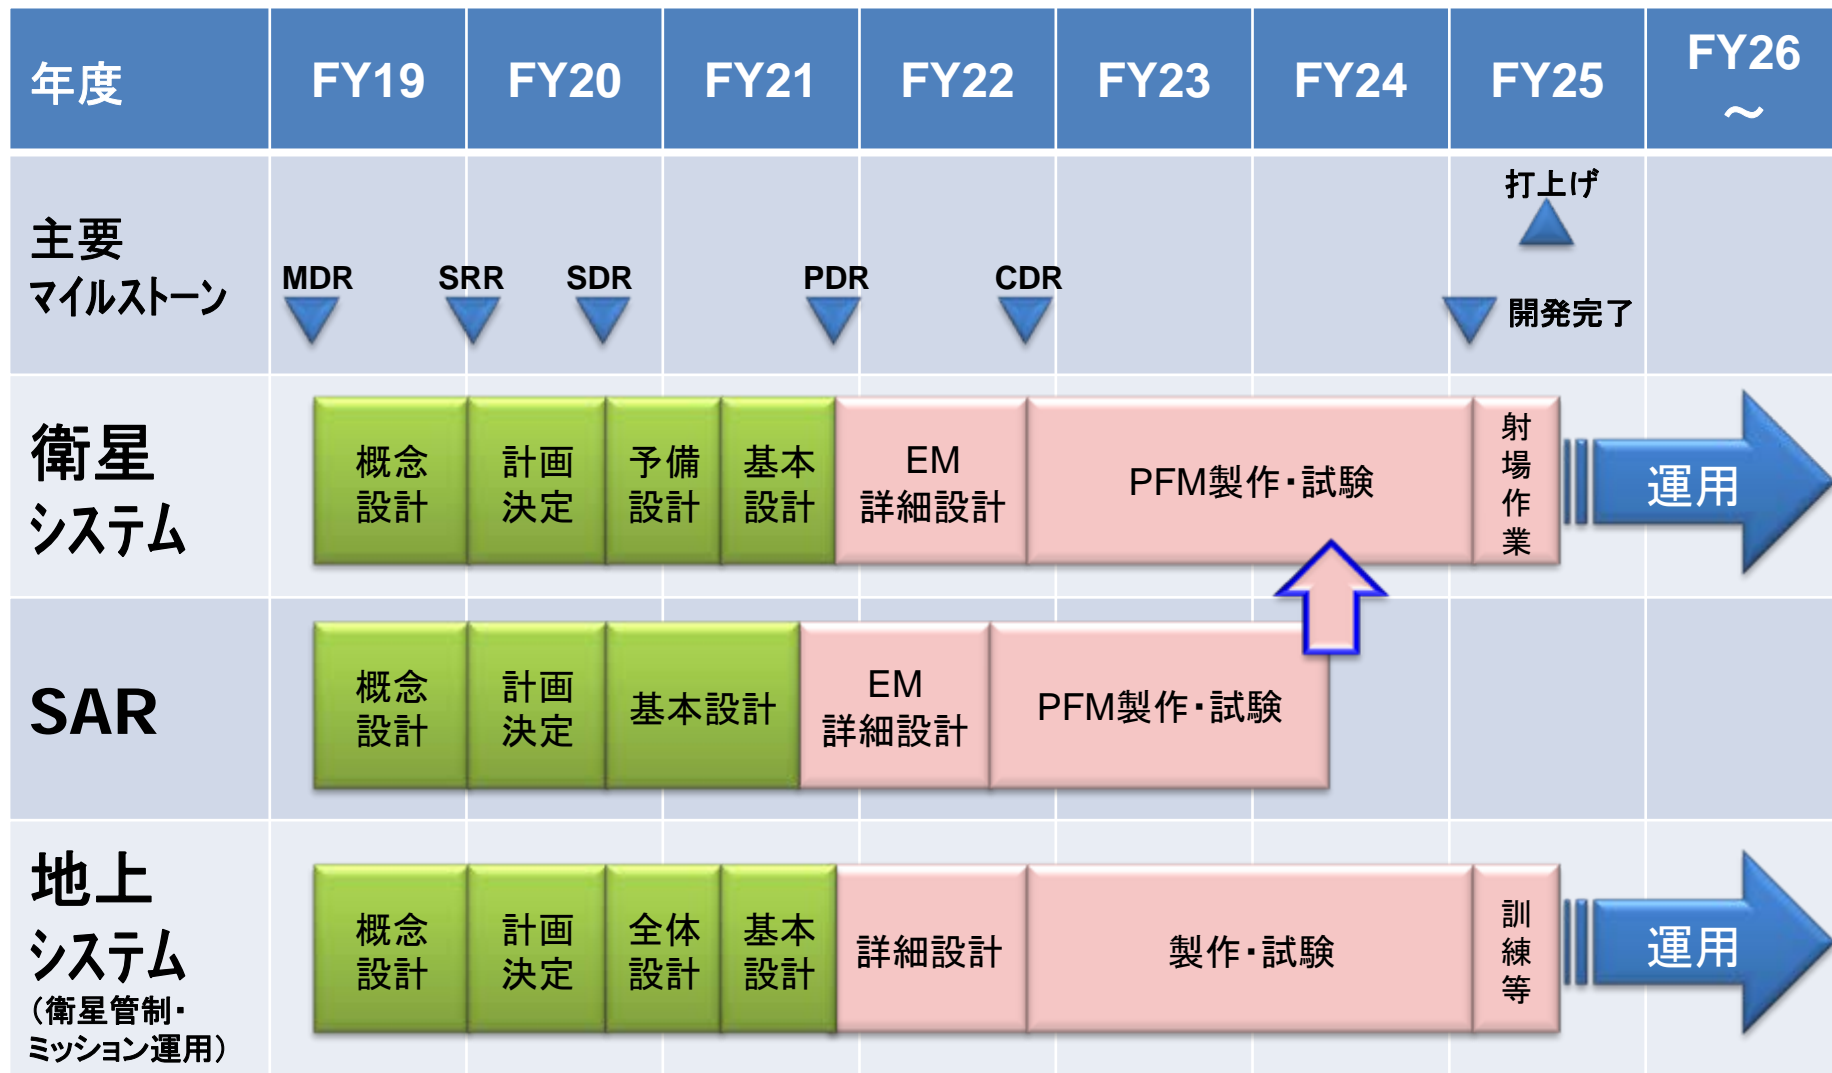 年度
FY19
FY20
FY21
FY22
FY23
FY24
FY25
FY26
～
主要
マイルストーン
MDR
SRR
SDR
PDR
CDR
打上げ
開発完了
衛星
システム
概念
設計
計画
決定
予備
設計
基本
設計
EM
詳細設計
PFM製作・試験
射
場
作
業
運用
SAR
概念
設計
計画
決定
基本設計
EM
詳細設計
PFM製作・試験
地上
システム
（衛星管制・
ミッション運用）
概念
設計
計画
決定
全体
設計
基本
設計
詳細設計
製作・試験
訓
練
等
運用